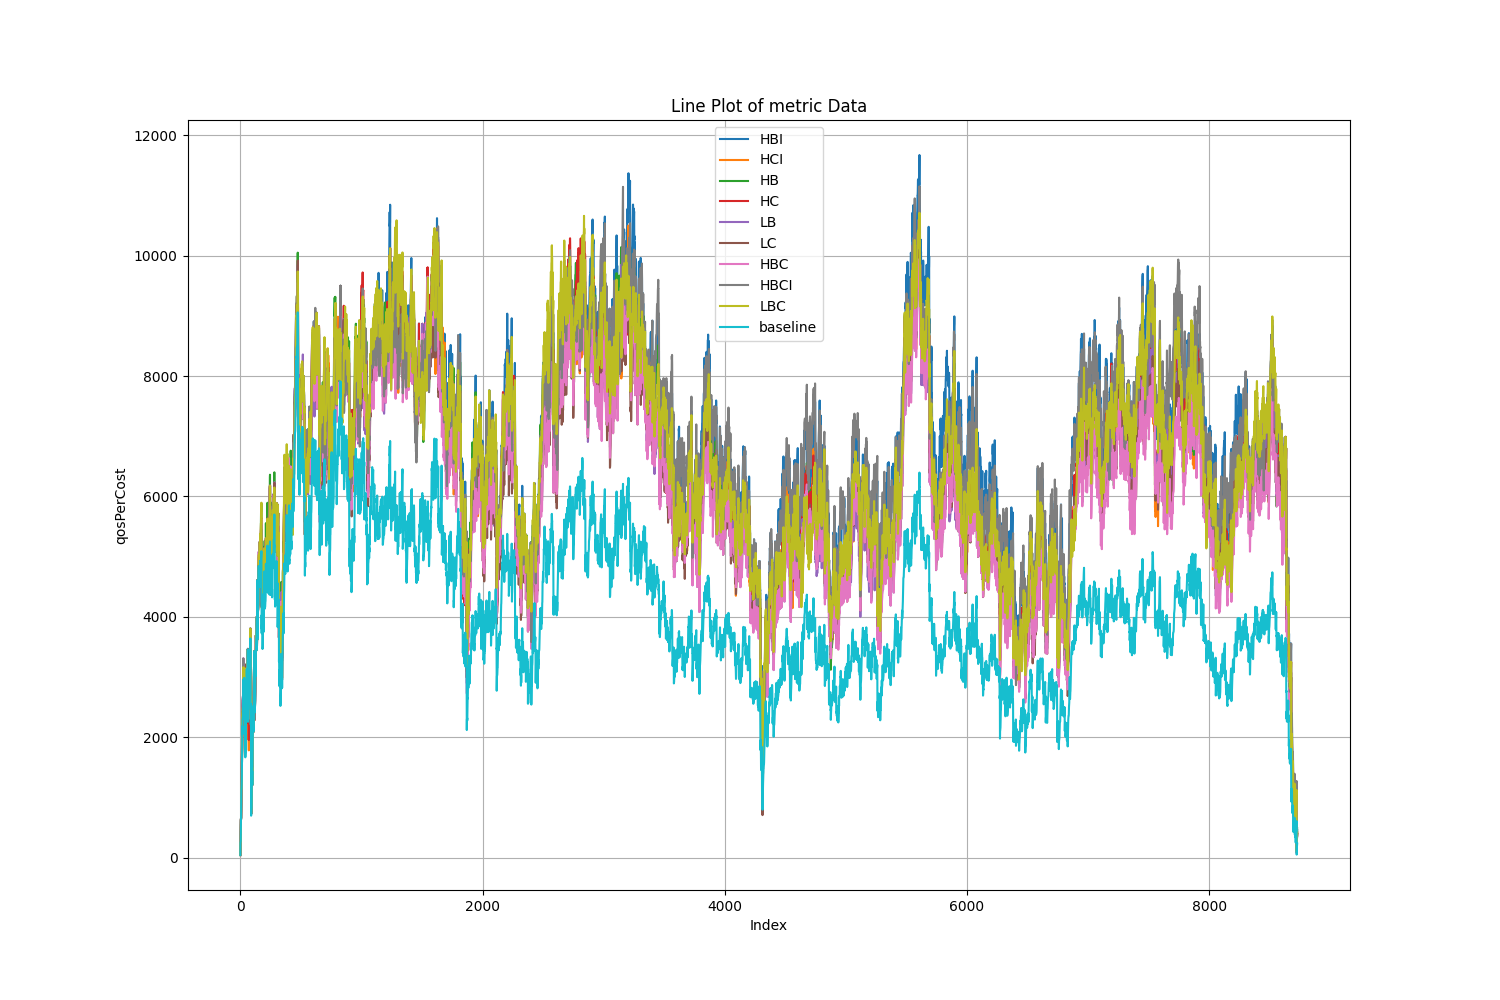 Line Plot of metric Data
12000
10000
8000
6000
4000
2000
0
qosPerCost
HBI
HCI
HB
HC
LB
LC
HBC
HBCI
LBC
baseline
0 2000 4000 6000 8000
Index